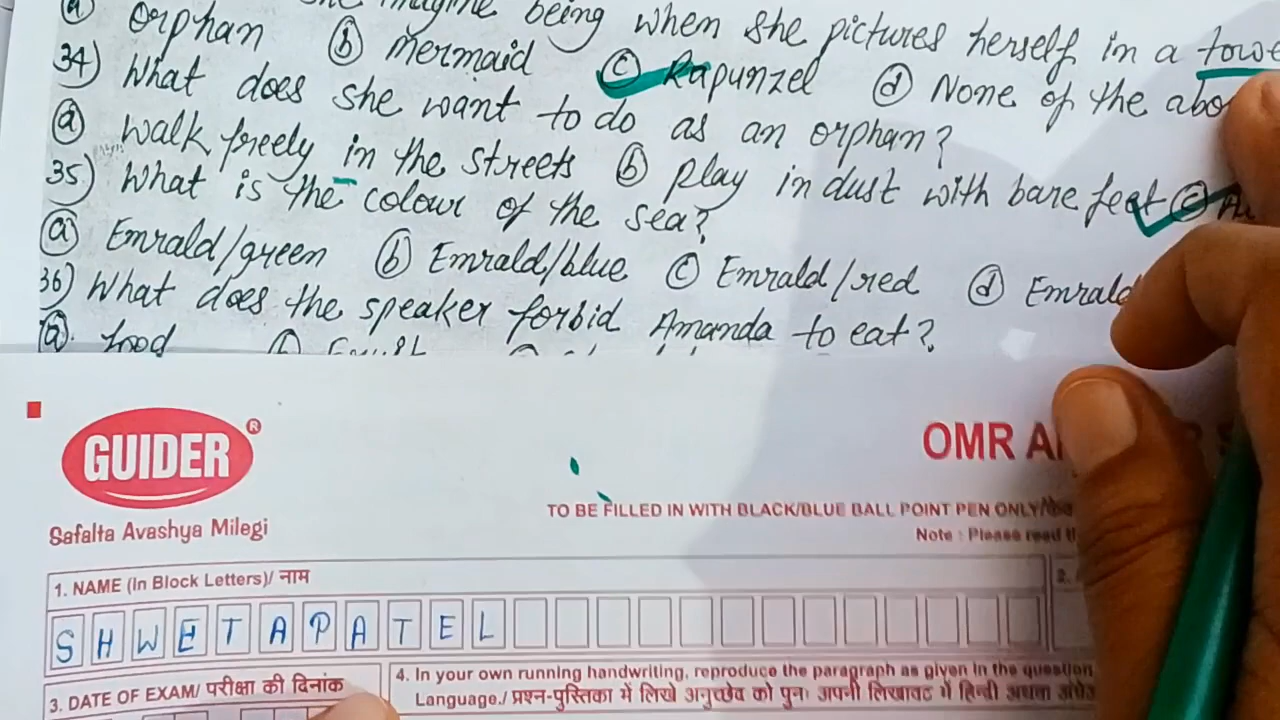 imagine being when she pictures herself in a
ⓐ orphan ⓑ mermaid ⓒ Rapunzel ⓓ None of the
34) What does she want to do as an orphan?
ⓐ walk freely in the streets ⓑ play in dust with bare feet ⓒ
35) What is the colour of the sea?
ⓐ Emrald/green ⓑ Emrald/blue ⓒ Emrald/red ⓓ
36) What does the speaker forbid Amanda to eat?
ⓐ food
GUIDER®
OMR
Safalta Avashya Milegi
TO BE FILLED IN WITH BLACK/BLUE BALL POINT PEN ONLY
Note : Please read
1. NAME (In Block Letters)/ नाम
2.
SHWETAPATEL
3. DATE OF EXAM/ परीक्षा की दिनांक
4. In your own running handwriting, reproduce the paragraph as given in the question
Language./ प्रश्न-पुस्तिका में लिखे अनुच्छेद को पुनः अपनी लिखावट में हिन्दी अथवा